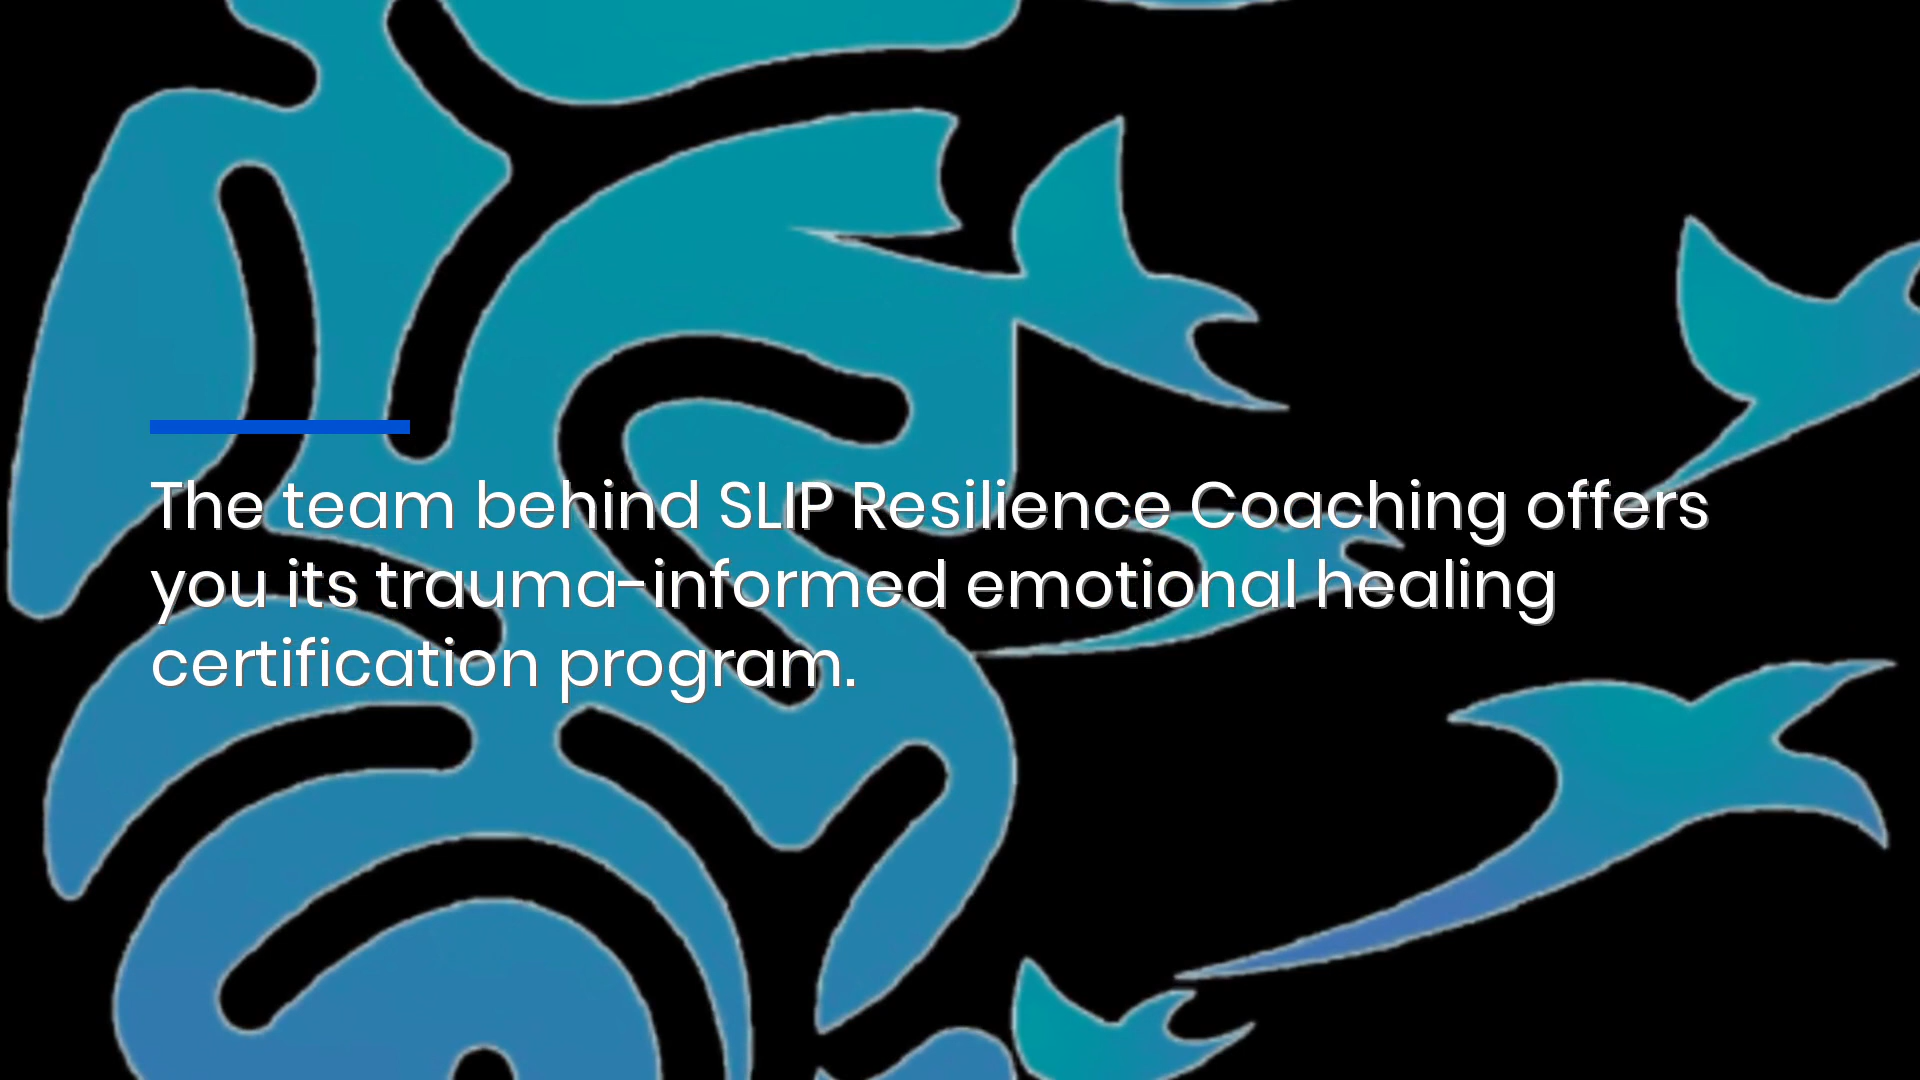 The team behind SLIP Resilience Coaching offers
you its trauma-informed emotional healing
certification program.